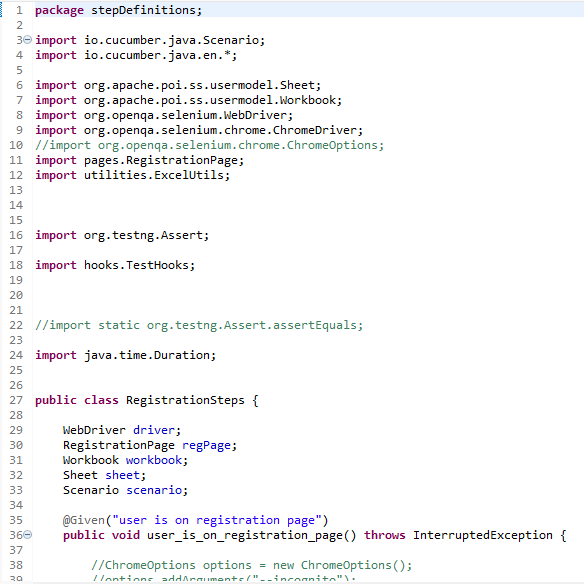 1 package stepDefinitions;
2
3 import io.cucumber.java.Scenario;
4 import io.cucumber.java.en.*;
5
6 import org.apache.poi.ss.usermodel.Sheet;
7 import org.apache.poi.ss.usermodel.Workbook;
8 import org.openqa.selenium.WebDriver;
9 import org.openqa.selenium.chrome.ChromeDriver;
10 //import org.openqa.selenium.chrome.ChromeOptions;
11 import pages.RegistrationPage;
12 import utilities.ExcelUtils;
13
14
15
16 import org.testng.Assert;
17
18 import hooks.TestHooks;
19
20
21
22 //import static org.testng.Assert.assertEquals;
23
24 import java.time.Duration;
25
26
27 public class RegistrationSteps {
28
29     WebDriver driver;
30     RegistrationPage regPage;
31     Workbook workbook;
32     Sheet sheet;
33     Scenario scenario;
34
35     @Given("user is on registration page")
36     public void user_is_on_registration_page() throws InterruptedException {
37
38         //ChromeOptions options = new ChromeOptions();
39         //options.addArguments("--incognito");